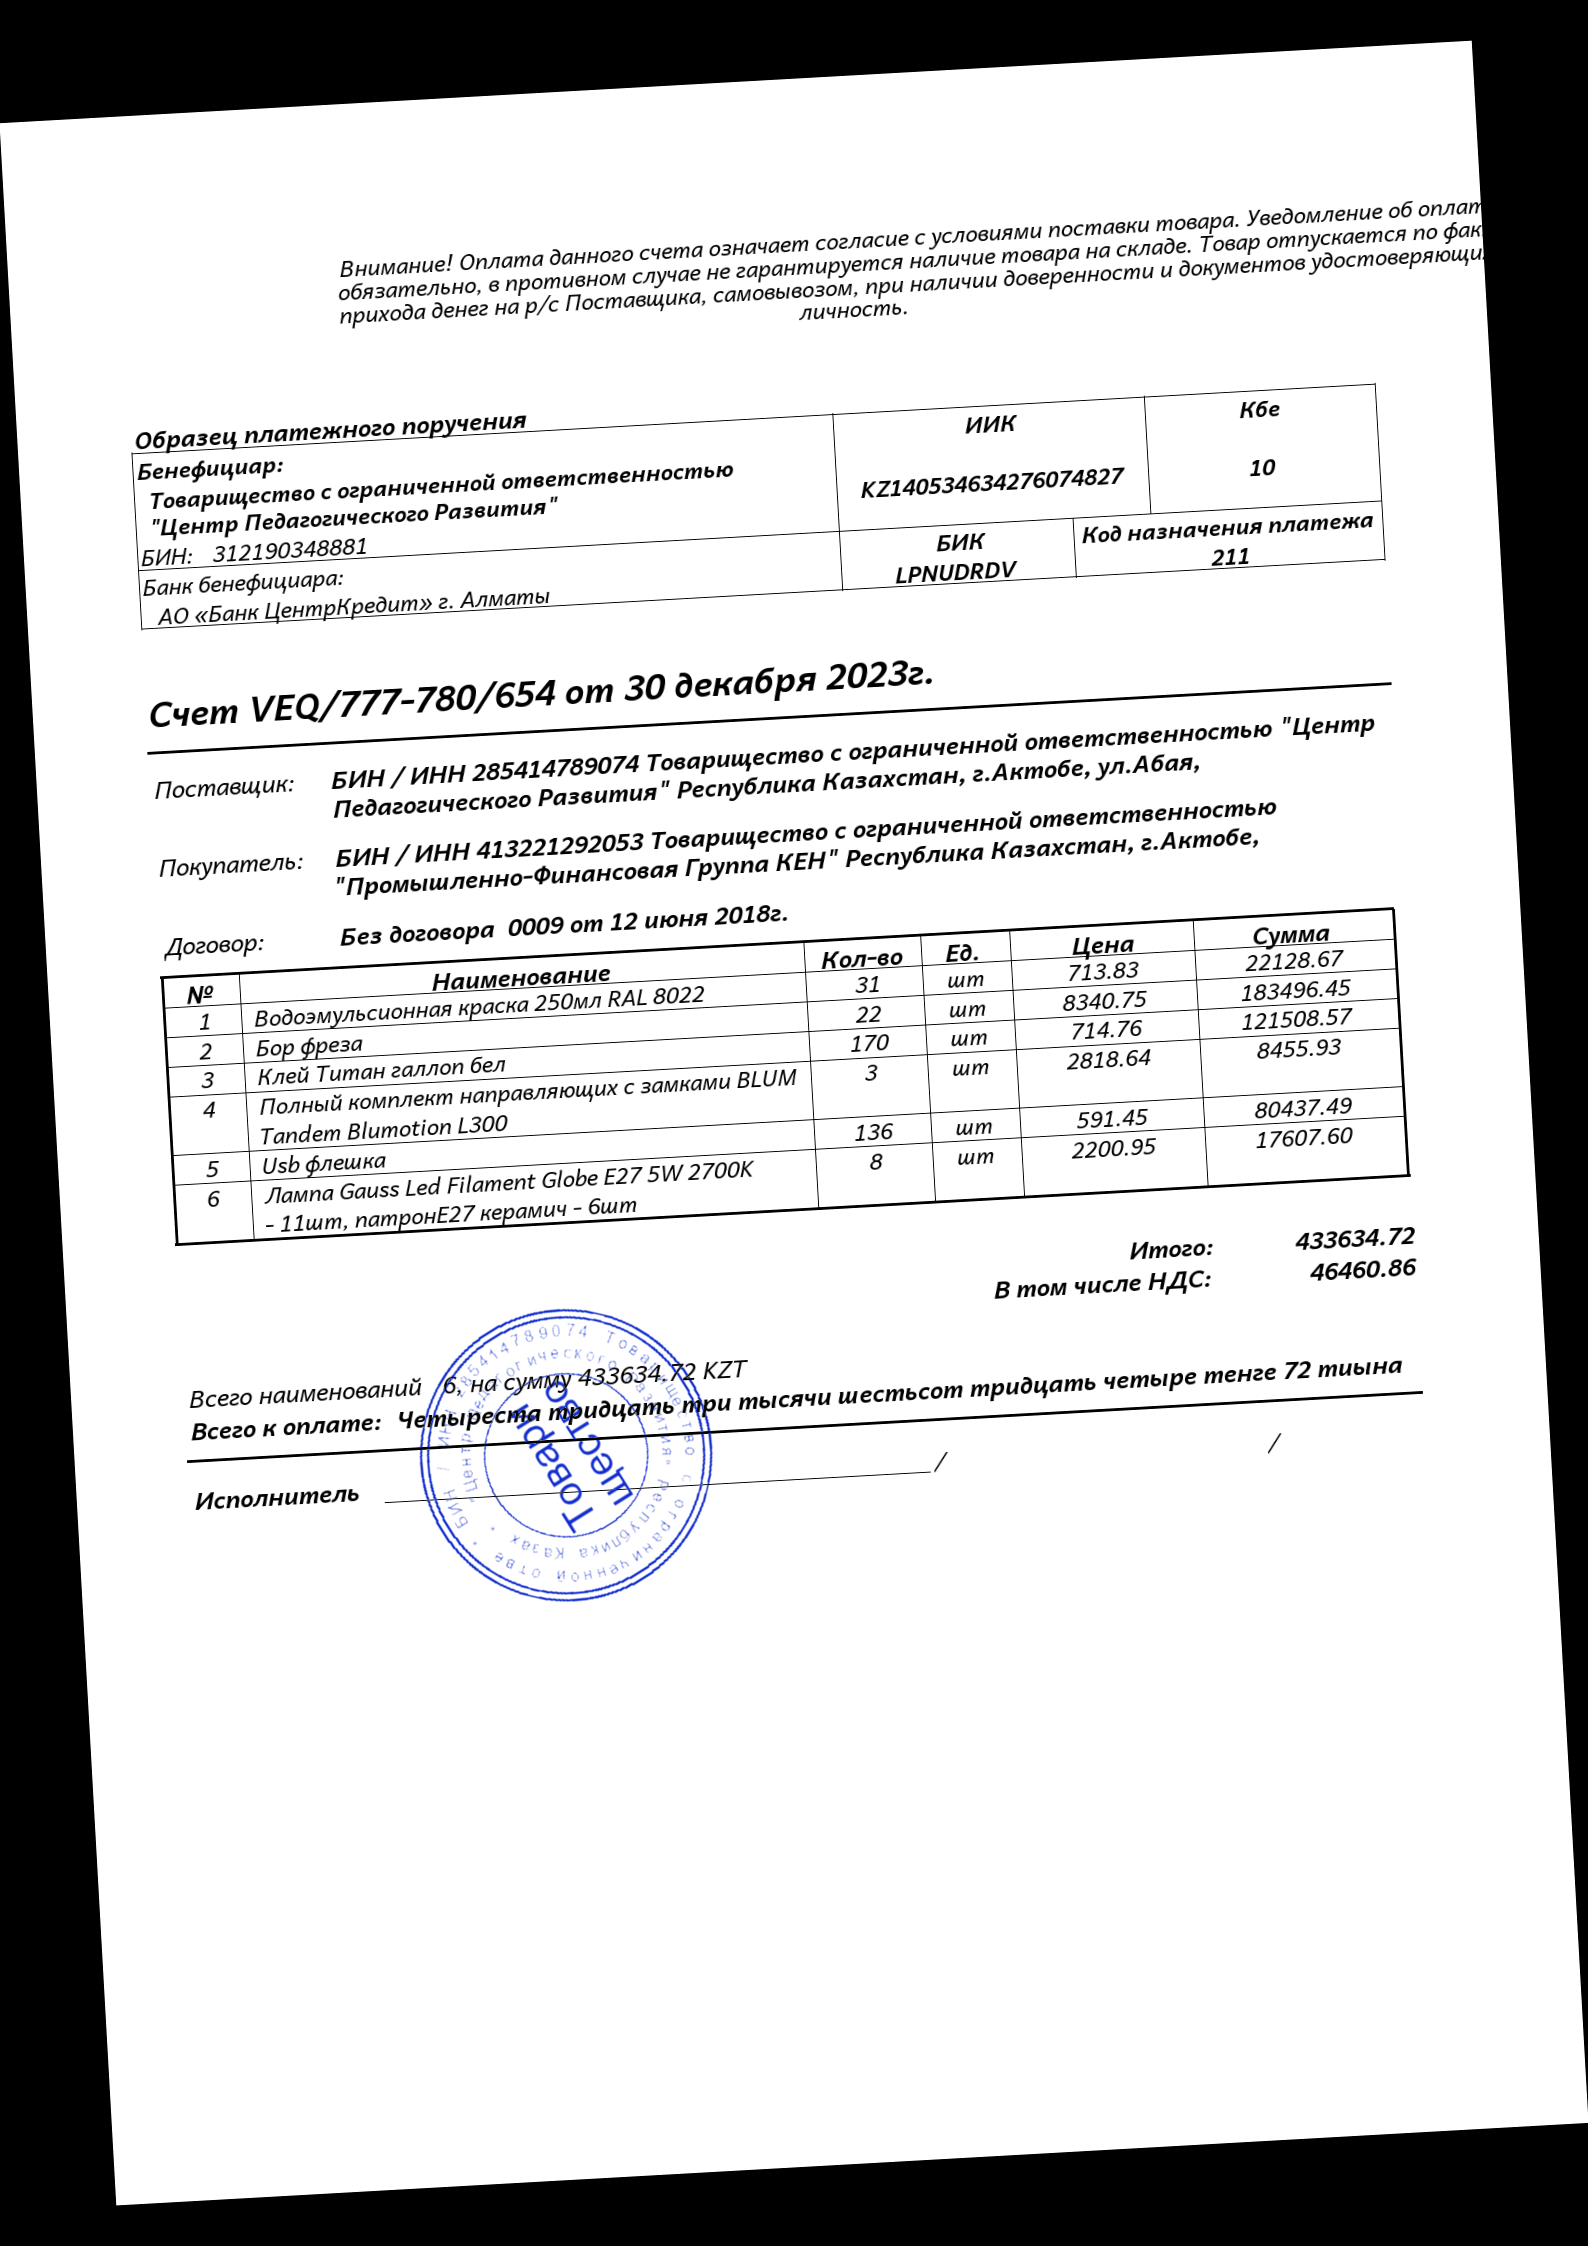 Внимание! Оплата данного счета означает согласие с условиями поставки товара. Уведомление об оплат
обязательно, в противном случае не гарантируется наличие товара на складе. Товар отпускается по фак
прихода денег на р/с Поставщика, самовывозом, при наличии доверенности и документов удостоверяющи
личность.
Образец платежного поручения
Бенефициар:
Товарищество с ограниченной ответственностью
"Центр Педагогического Развития"
БИН: 312190348881
ИИК
KZ140534634276074827
Кбе
10
Банк бенефициара:
АО «Банк ЦентрКредит» г. Алматы
БИК
LPNUDRDV
Код назначения платежа
211
Счет VEQ/777-780/654 от 30 декабря 2023г.
Поставщик: БИН / ИНН 285414789074 Товарищество с ограниченной ответственностью "Центр
Педагогического Развития" Республика Казахстан, г.Актобе, ул.Абая,
Покупатель: БИН / ИНН 413221292053 Товарищество с ограниченной ответственностью
"Промышленно-Финансовая Группа КЕН" Республика Казахстан, г.Актобе,
Договор: Без договора 0009 от 12 июня 2018г.
№ Наименование Кол-во Ед. Цена Сумма
1 Водоэмульсионная краска 250мл RAL 8022 31 шт 713.83 22128.67
2 Бор фреза 22 шт 8340.75 183496.45
3 Клей Титан галлоп бел 170 шт 714.76 121508.57
4 Полный комплект направляющих с замками BLUM 3 шт 2818.64 8455.93
Tandem Blumotion L300
5 Usb флешка 136 шт 591.45 80437.49
6 Лампа Gauss Led Filament Globe E27 5W 2700K 8 шт 2200.95 17607.60
- 11шт, патронЕ27 керамич - 6шт
Итого: 433634.72
В том числе НДС: 46460.86
Всего наименований 6, на сумму 433634.72 KZT
Всего к оплате: Четыреста тридцать три тысячи шестьсот тридцать четыре тенге 72 тиына
Исполнитель / /
БИН / ИНН 285414789074 Товарищество с ограниченной отве *
"Центр Педагогического Развития" Республика Казах *
Товари
щество